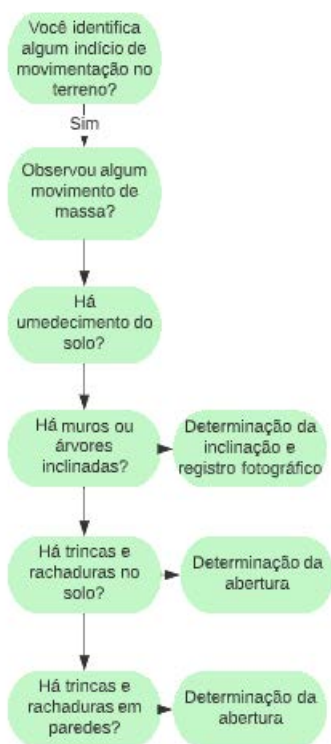 Você identifica
algum indício de
movimentação no
terreno?
Sim
Observou algum
movimento de
massa?
Há
umedecimento do
solo?
Há muros ou
árvores
inclinadas?
Determinação da
inclinação e
registro fotográfico
Há trincas e
rachaduras no
solo?
Determinação da
abertura
Há trincas e
rachaduras em
paredes?
Determinação da
abertura